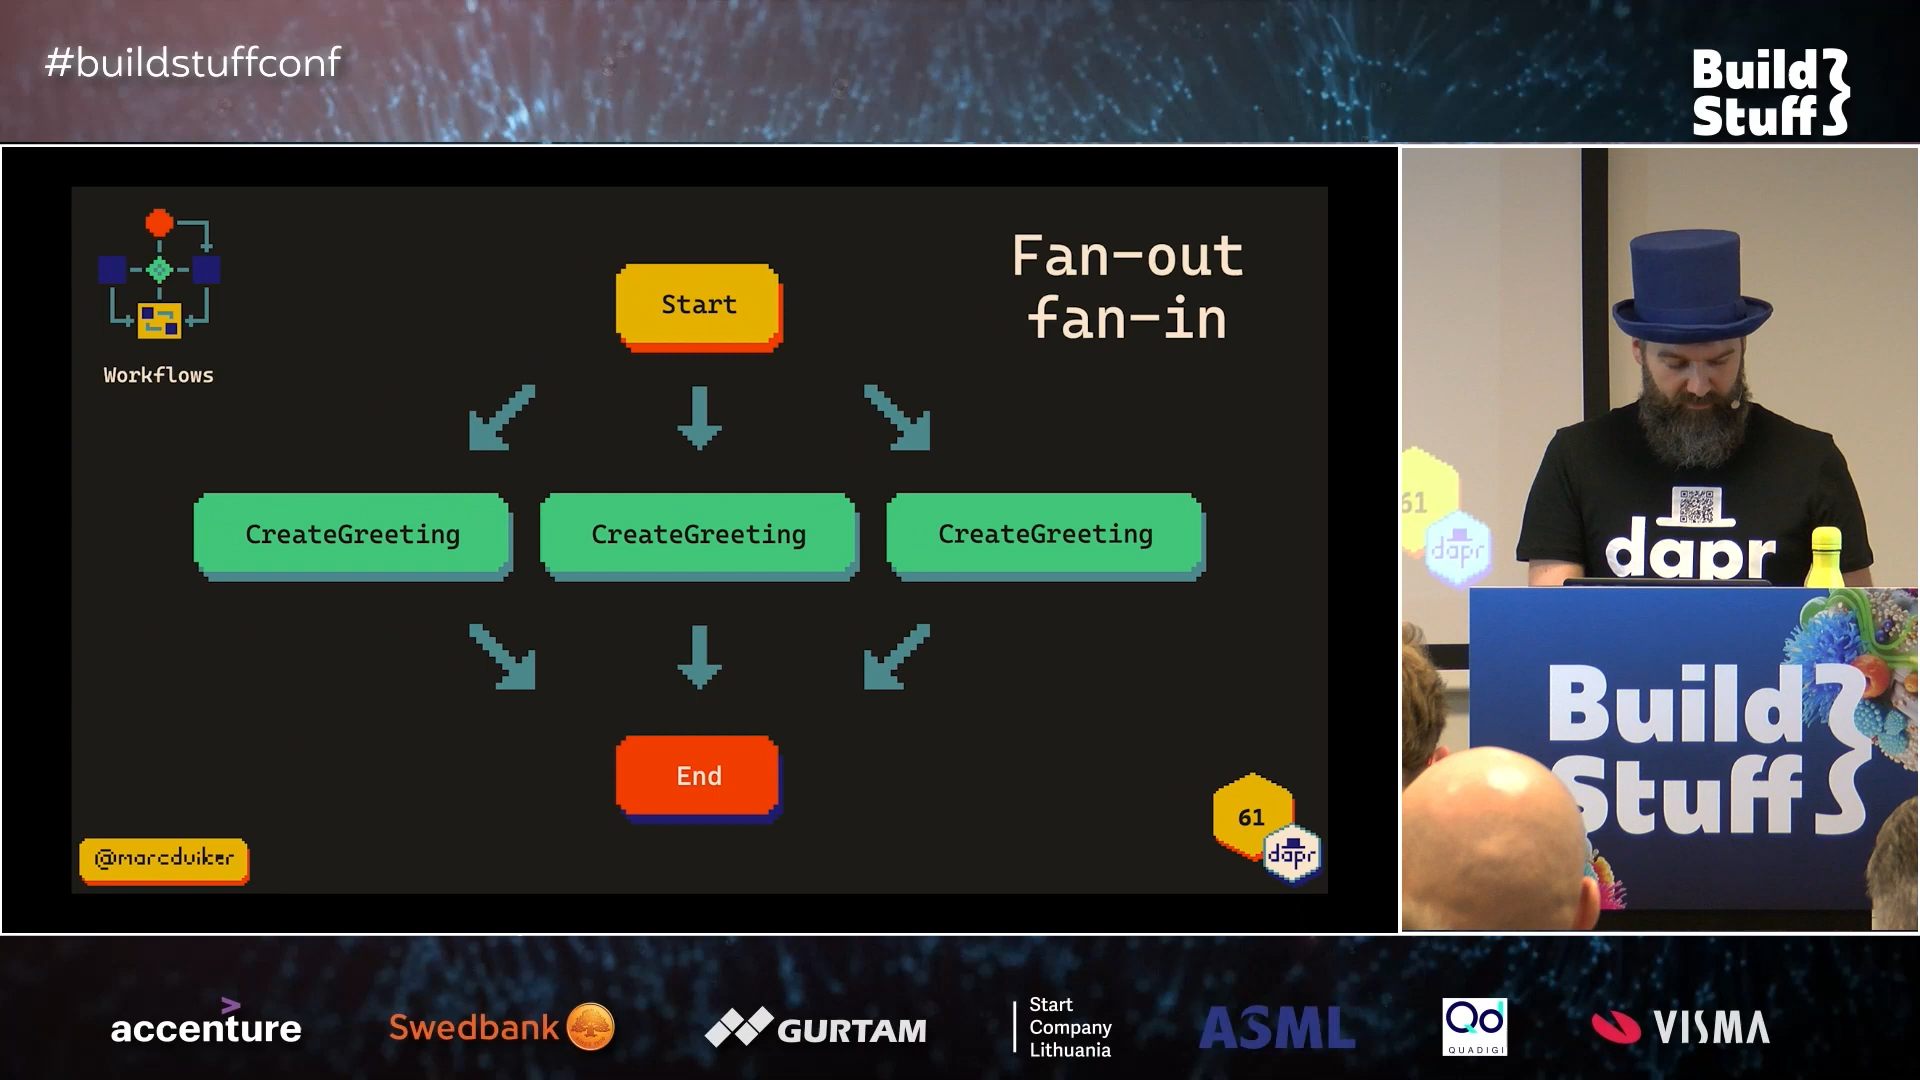 #buildstuffconf
Build
Stuff
Workflows
Fan-out
fan-in
Start
CreateGreeting
CreateGreeting
CreateGreeting
End
@marcduiker
61
dapr
61
dapr
dapr
Build
Stuff
accenture
Swedbank
GURTAM
Start
Company
Lithuania
ASML
Qd
QUADIGI
VISMA